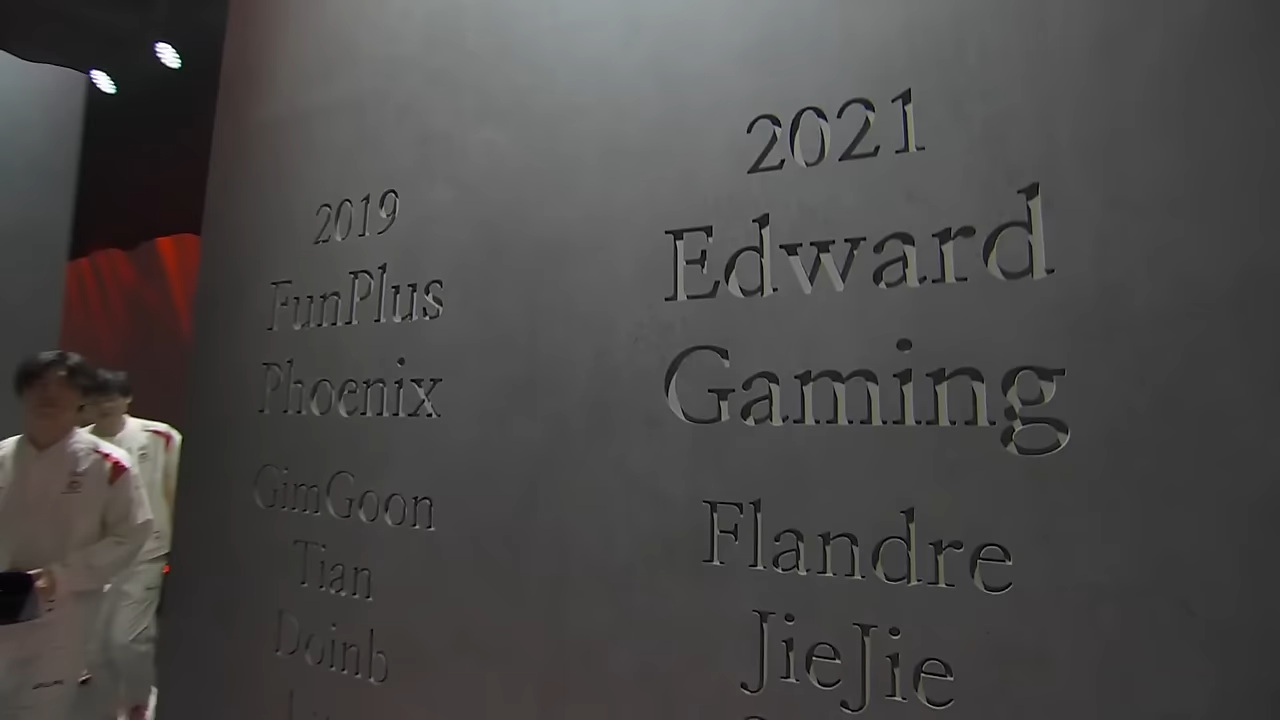 2019
FunPlus
Phoenix
GimGoon
Tian
Doinb
2021
Edward
Gaming
Flandre
JieJie